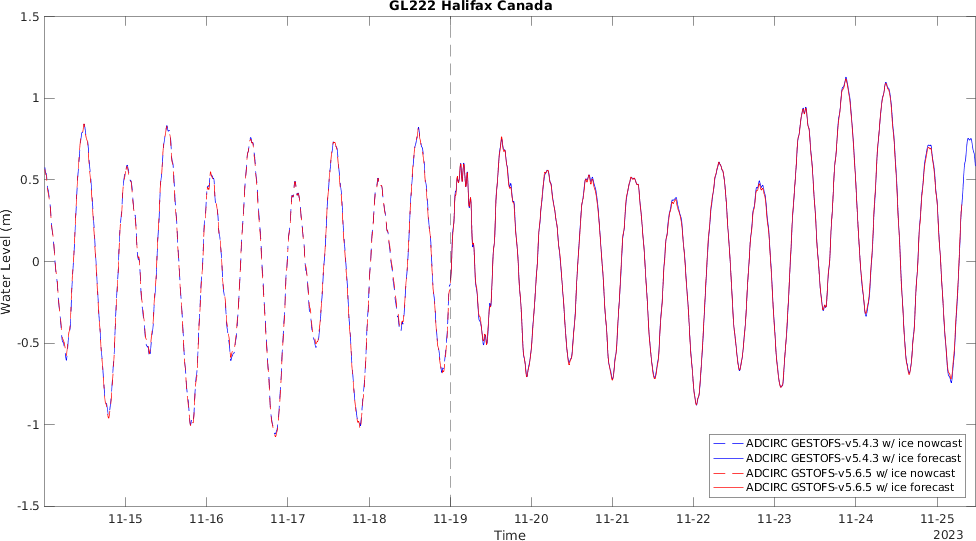 GL222 Halifax Canada
1.5
1
0.5
0
-0.5
-1
-1.5
Water Level (m)
ADCIRC GESTOFS-v5.4.3 w/ ice nowcast
ADCIRC GESTOFS-v5.4.3 w/ ice forecast
ADCIRC GSTOFS-v5.6.5 w/ ice nowcast
ADCIRC GSTOFS-v5.6.5 w/ ice forecast
11-15 11-16 11-17 11-18 11-19 11-20 11-21 11-22 11-23 11-24 11-25
Time
2023